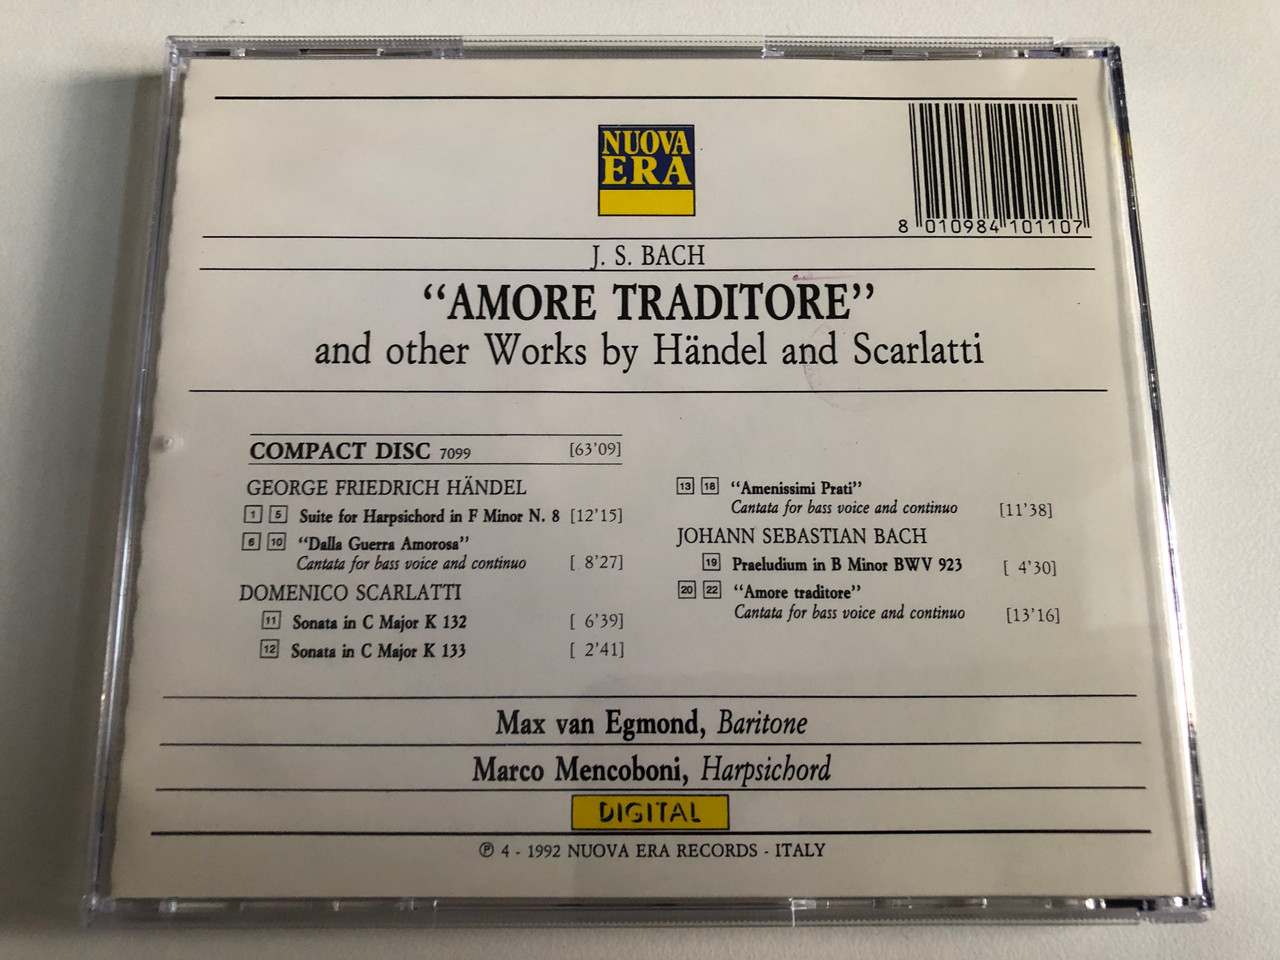 NUOVA
ERA
8 010984 101107
J. S. BACH
“AMORE TRADITORE”
and other Works by Händel and Scarlatti
COMPACT DISC 7099 [63’09]
GEORGE FRIEDRICH HÄNDEL
1 5 Suite for Harpsichord in F Minor N. 8 [12’15]
6 10 “Dalla Guerra Amorosa”
Cantata for bass voice and continuo [ 8’27]
DOMENICO SCARLATTI
11 Sonata in C Major K 132 [ 6’39]
12 Sonata in C Major K 133 [ 2’41]
13 18 “Amenissimi Prati”
Cantata for bass voice and continuo [11’38]
JOHANN SEBASTIAN BACH
19 Praeludium in B Minor BWV 923 [ 4’30]
20 22 “Amore traditore”
Cantata for bass voice and continuo [13’16]
Max van Egmond, Baritone
Marco Mencoboni, Harpsichord
DIGITAL
℗ 4 - 1992 NUOVA ERA RECORDS - ITALY